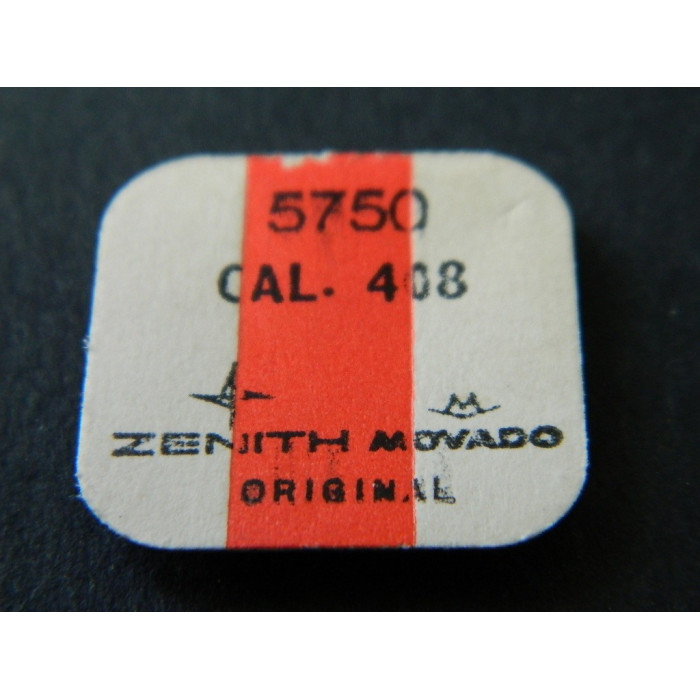 5750
CAL. 408
ZENITH MOVADO
ORIGINAL